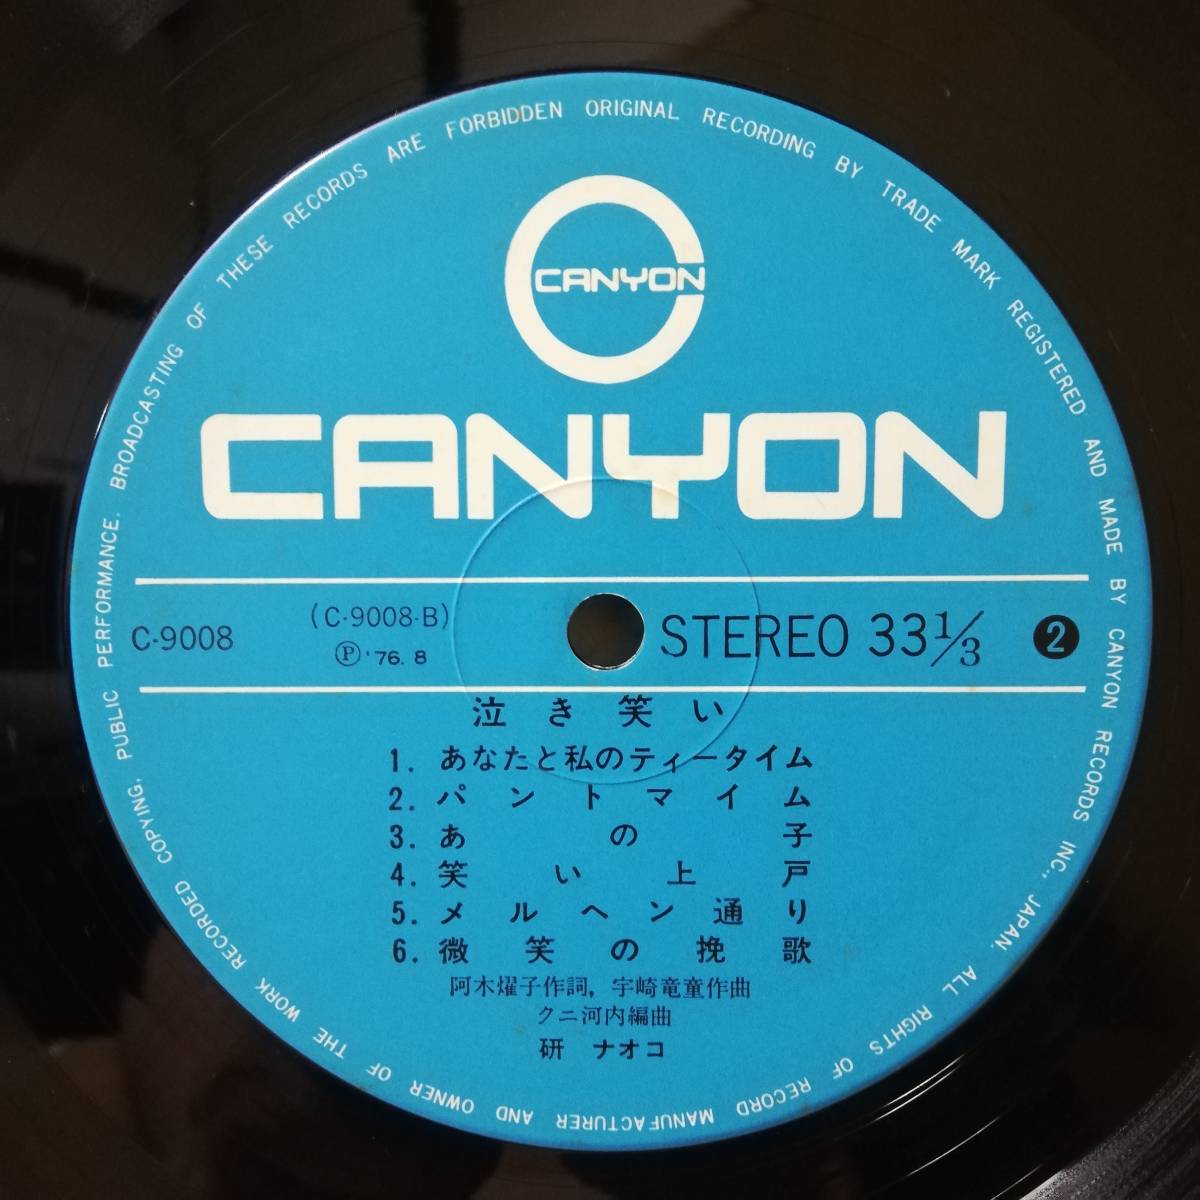 ORIGINAL RECORDING BY TRADE MARK REGISTERED AND MADE BY CANYON RECORDS INC., JAPAN. ALL RIGHTS OF RECORD MANUFACTURER AND OWNER OF THE WORK RECORDED COPYING, PUBLIC PERFORMANCE, BROADCASTING OF THESE RECORDS ARE FORBIDDEN
CANYON
CANYON
C-9008
(C-9008-B)
Ⓟ '76. 8
STEREO 33 1/3
2
泣き笑い
1. あなたと私のティータイム
2. パントマイム
3. あの子
4. 笑い上戸
5. メルヘン通り
6. 微笑の挽歌
阿木燿子作詞, 宇崎竜童作曲
クニ河内編曲
研 ナオコ